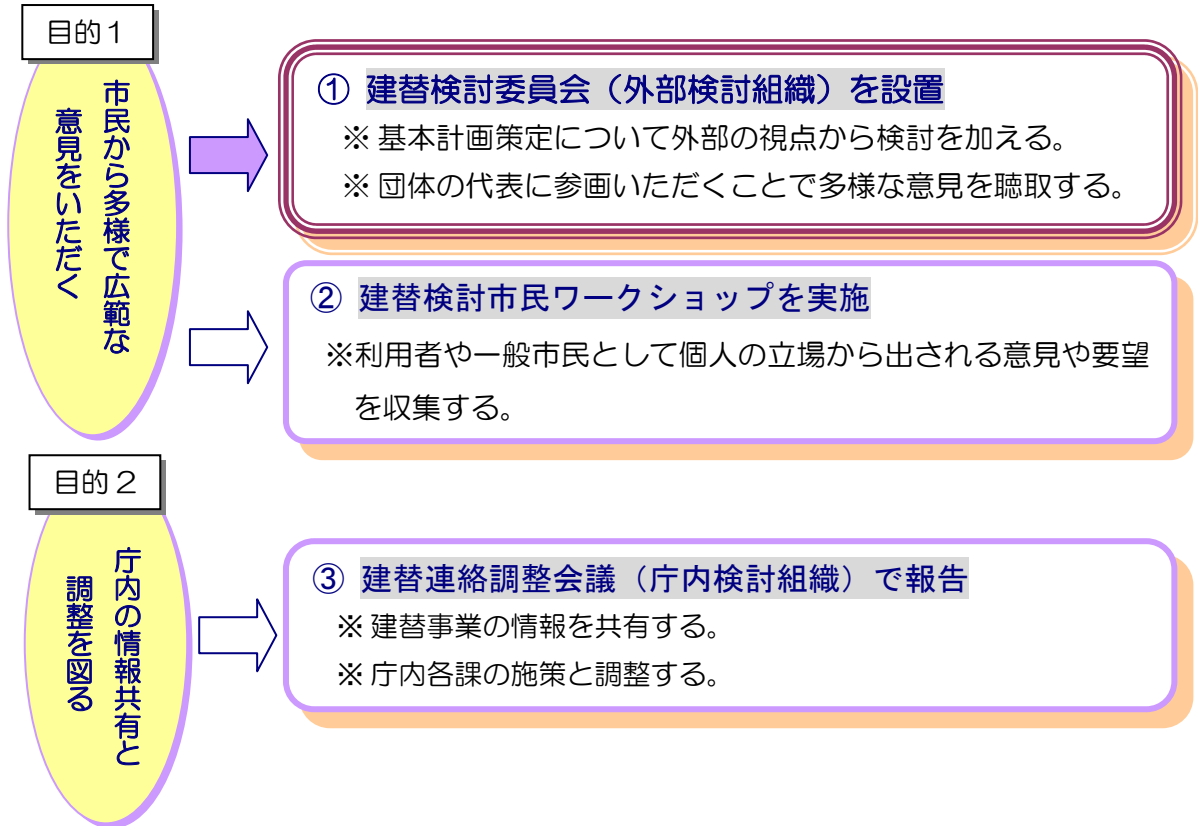 目的１
市民から多様で広範な
意見をいただく
① 建替検討委員会（外部検討組織）を設置
※ 基本計画策定について外部の視点から検討を加える。
※ 団体の代表に参画いただくことで多様な意見を聴取する。
② 建替検討市民ワークショップを実施
※利用者や一般市民として個人の立場から出される意見や要望
を収集する。
目的２
庁内の情報共有と
調整を図る
③ 建替連絡調整会議（庁内検討組織）で報告
※ 建替事業の情報を共有する。
※ 庁内各課の施策と調整する。